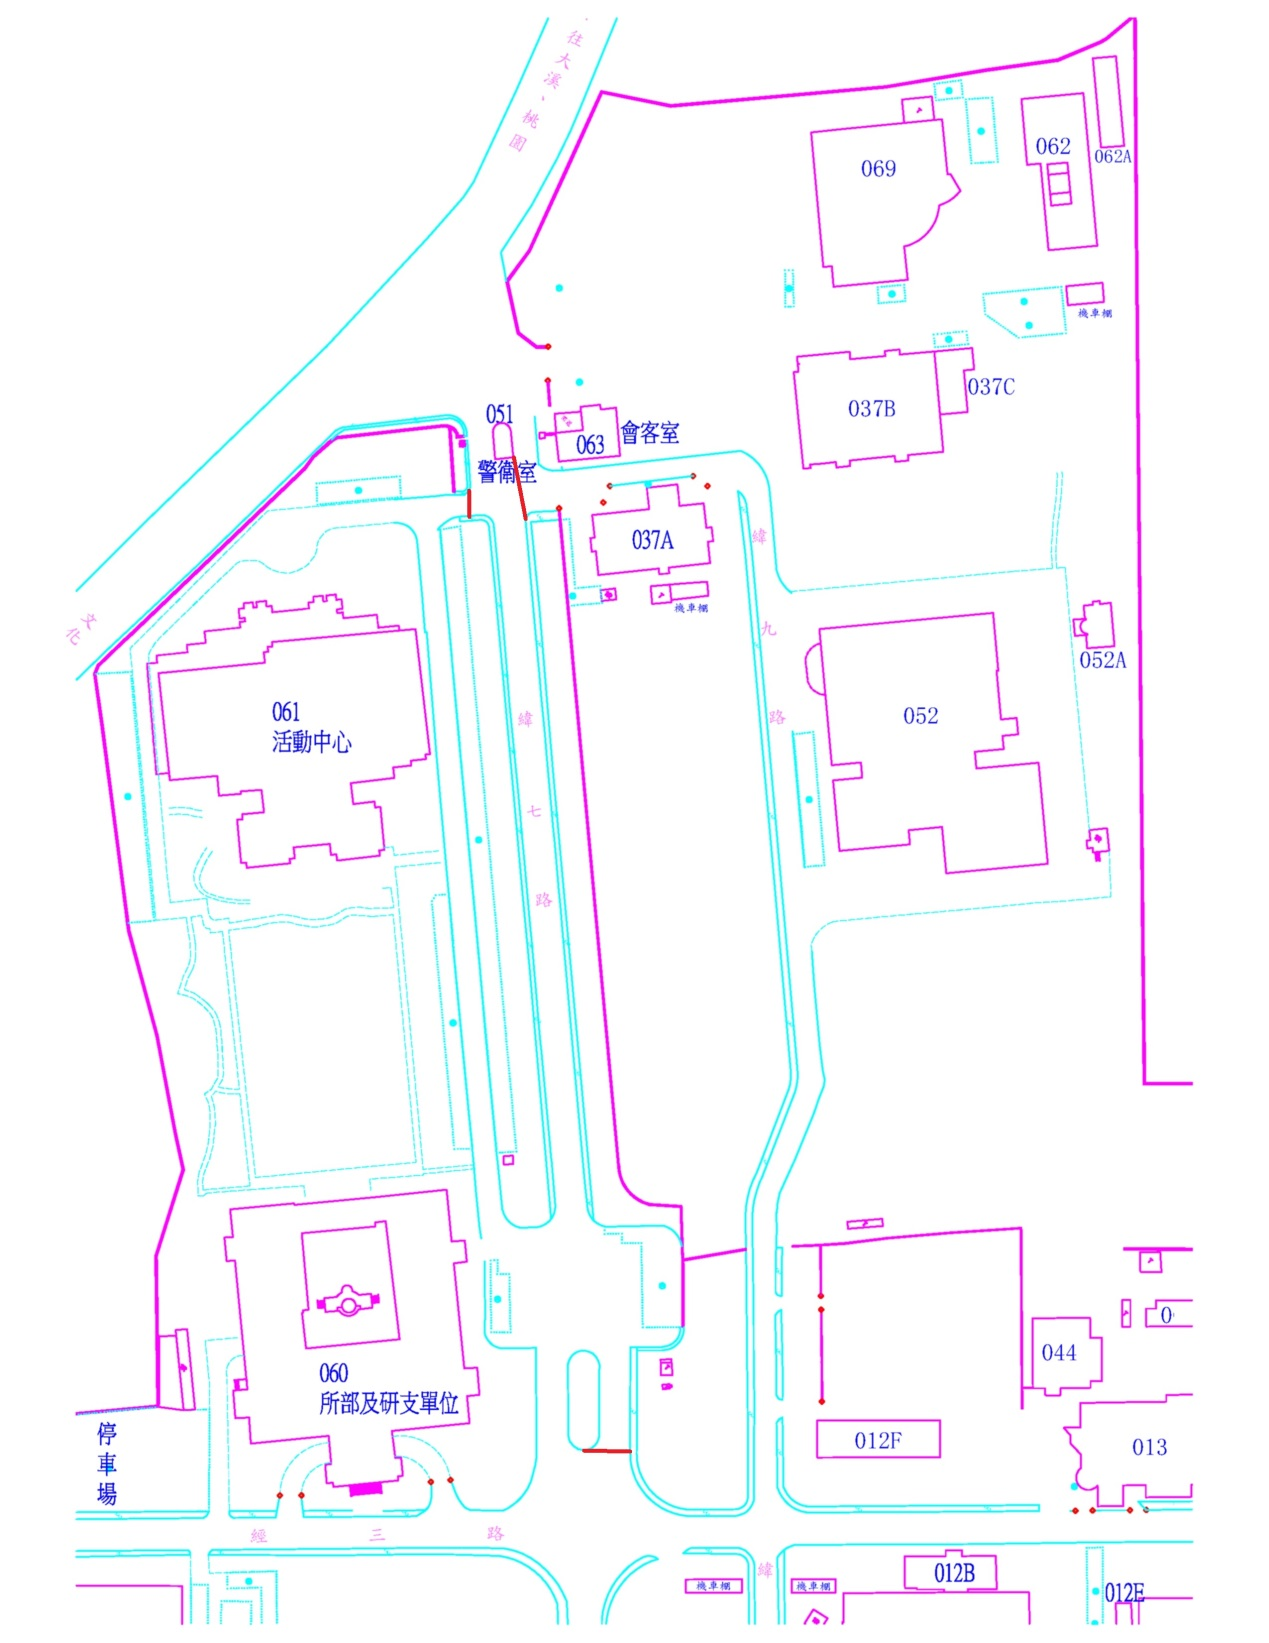 往大溪、桃園
069
062
062A
機車棚
037C
037B
051
警衛室
063
會客室
037A
機車棚
文化
緯九路
052A
052
061
活動中心
緯七路
060
所部及研支單位
044
013
012F
停車場
經三路
緯
機車棚
機車棚
012B
012E